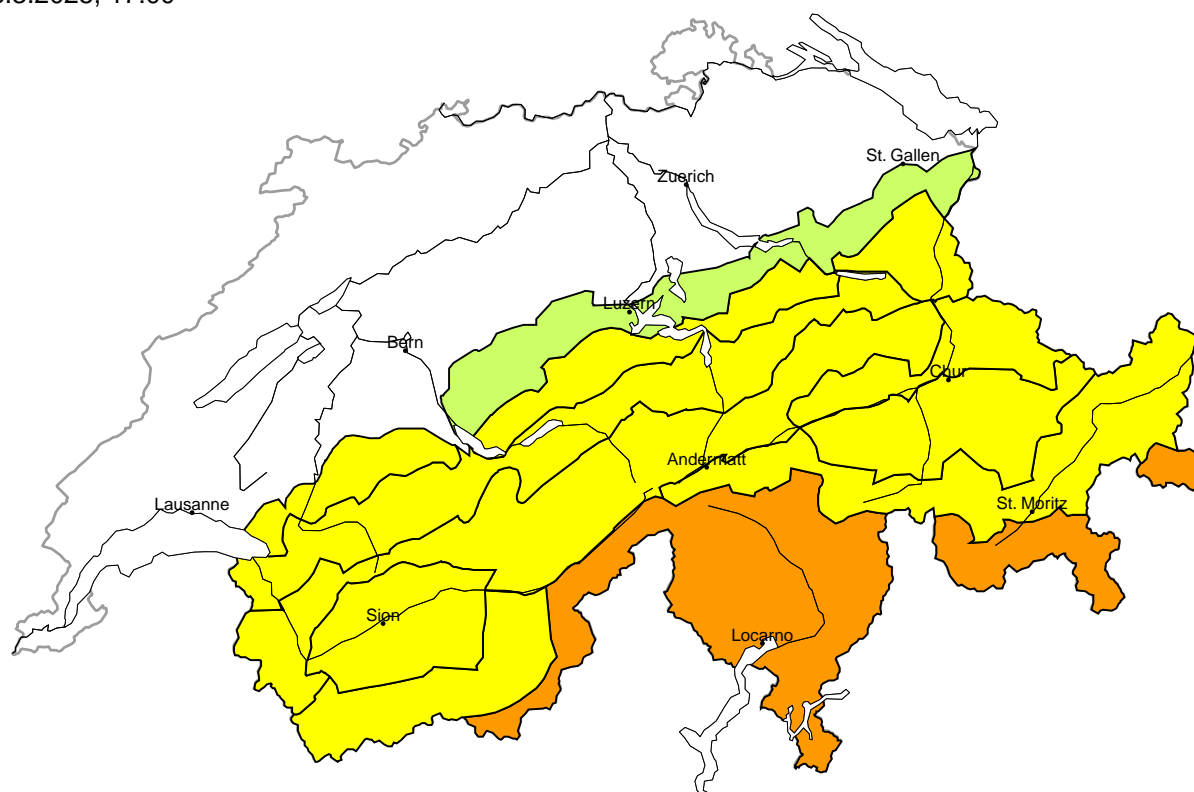 St. Gallen
Zuerich
Luzern
Bern
Chur
Andermatt
Lausanne
St. Moritz
Sion
Locarno